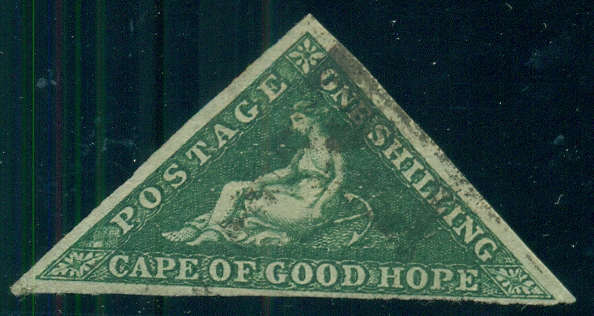 POSTAGE
ONE SHILLING
CAPE OF GOOD HOPE